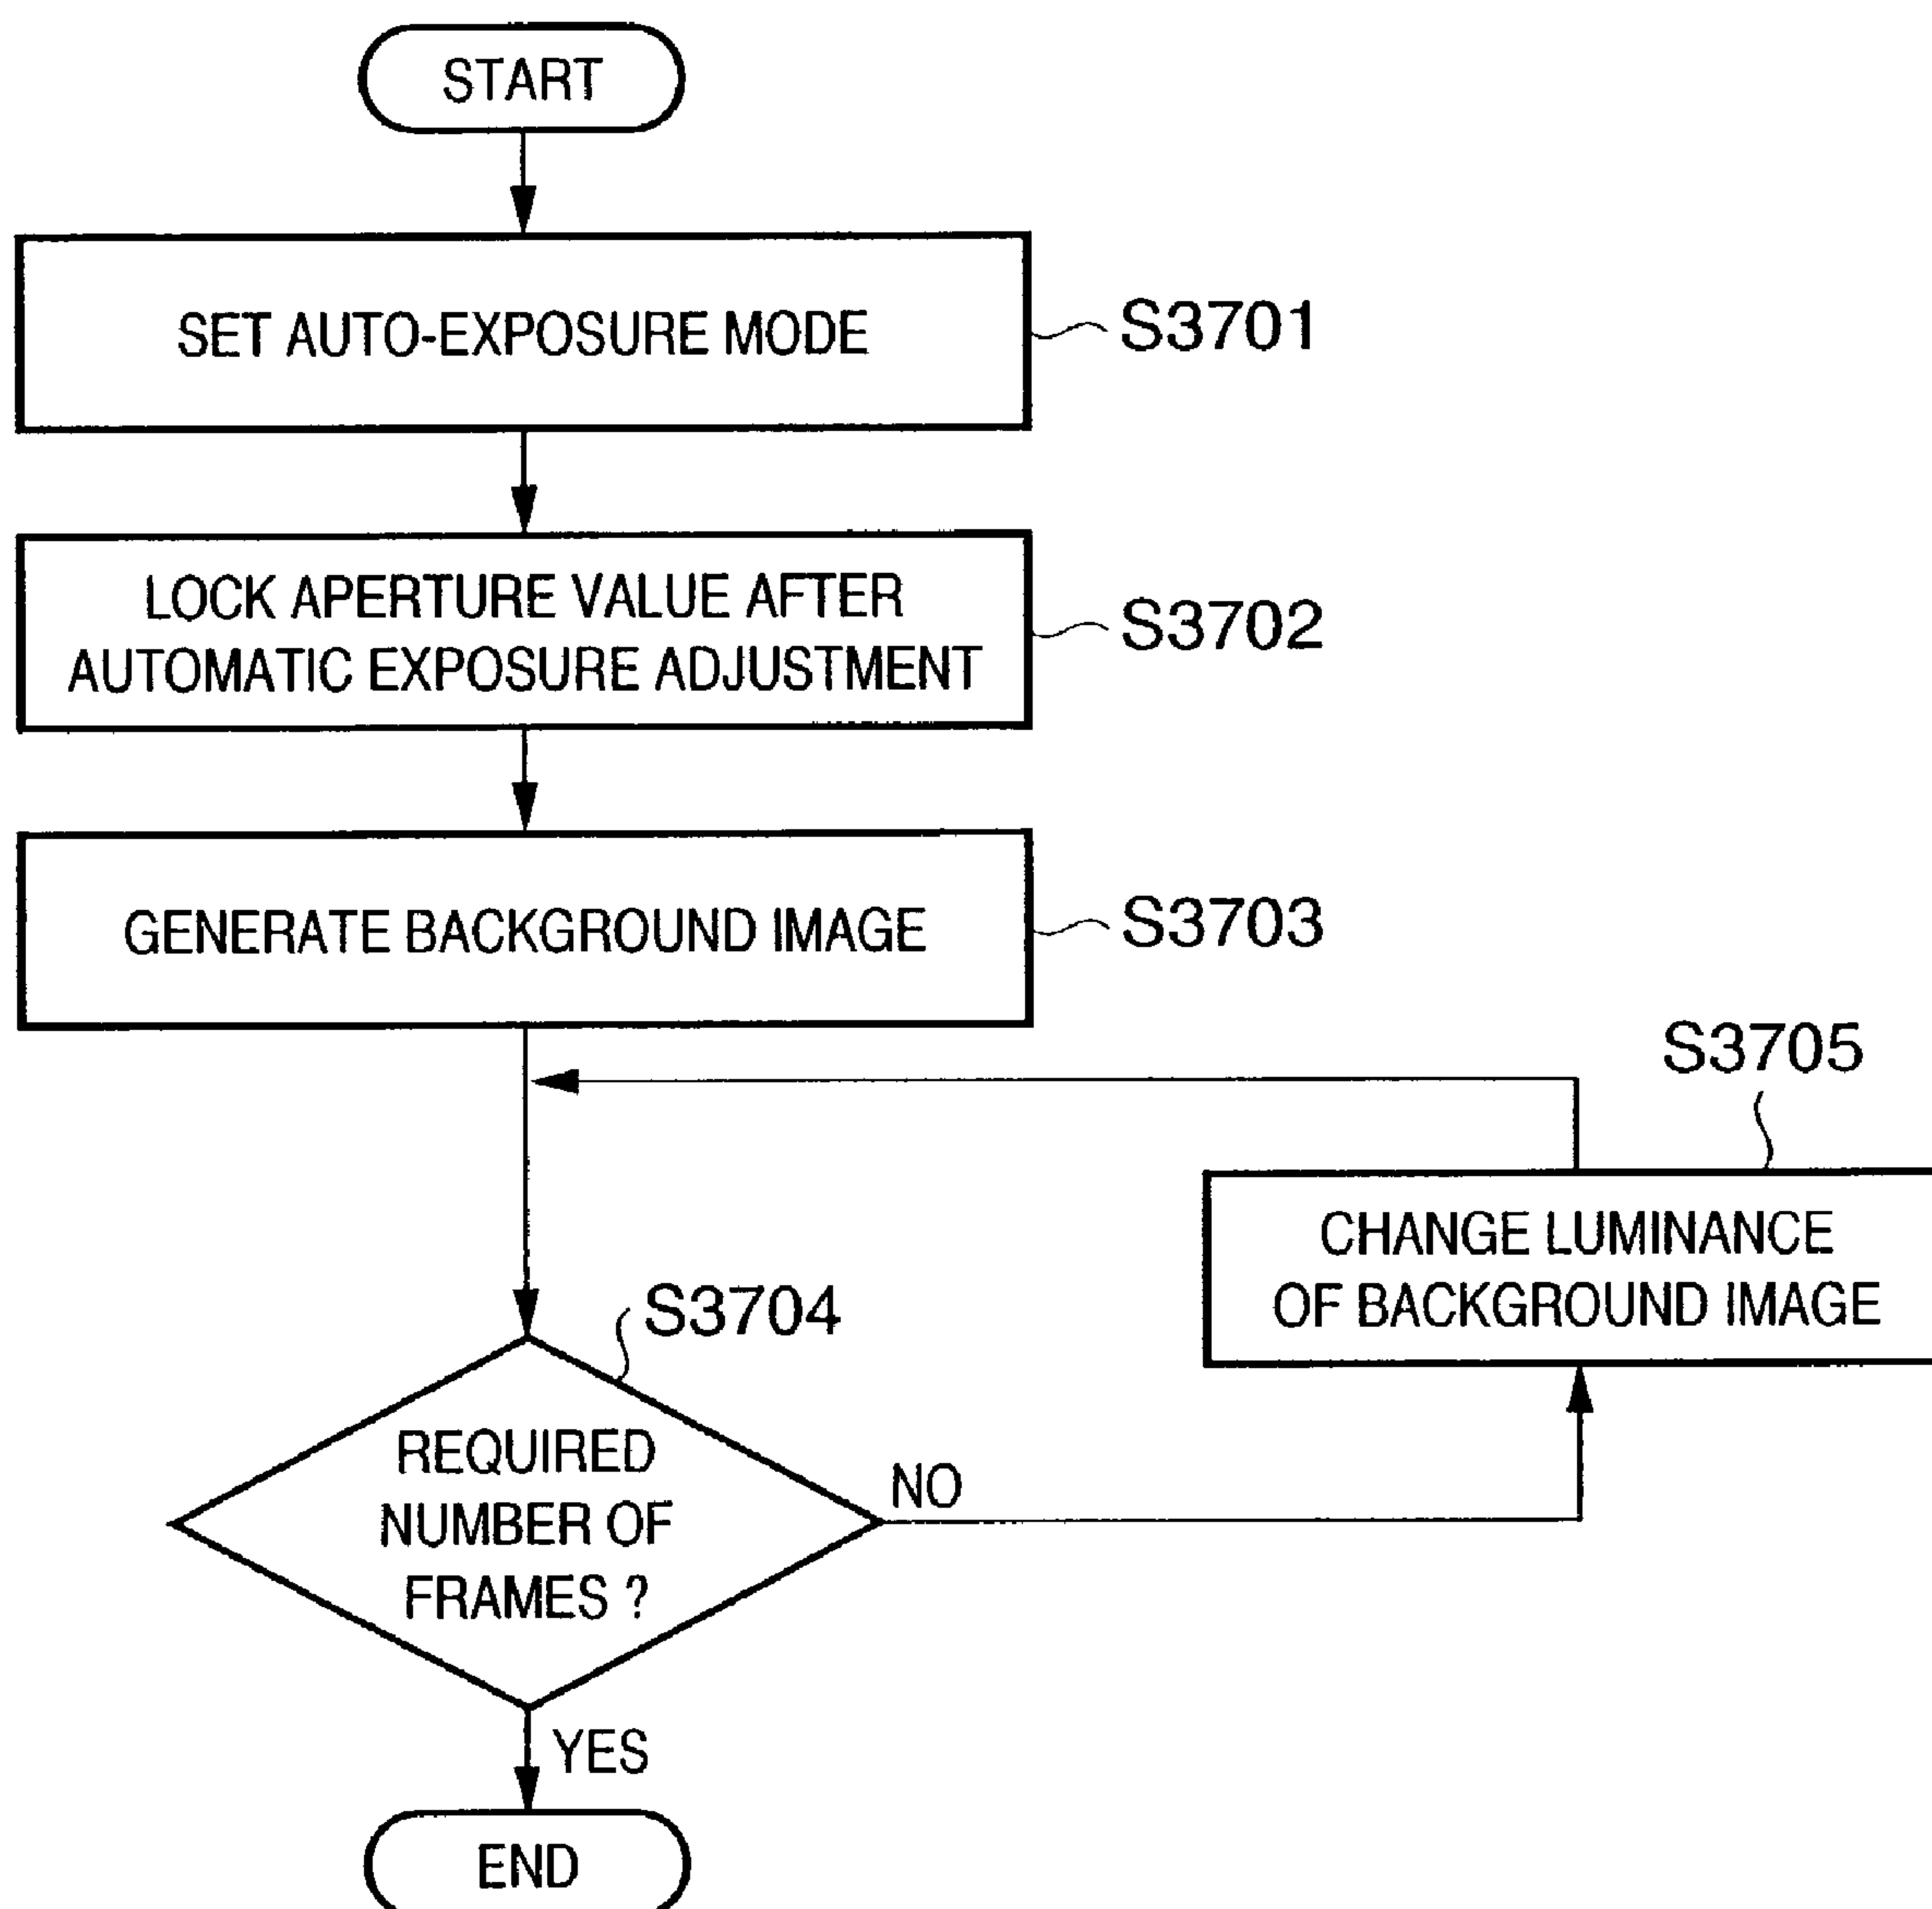 START
SET AUTO-EXPOSURE MODE
S3701
LOCK APERTURE VALUE AFTER
AUTOMATIC EXPOSURE ADJUSTMENT
S3702
GENERATE BACKGROUND IMAGE
S3703
S3705
CHANGE LUMINANCE
OF BACKGROUND IMAGE
S3704
REQUIRED
NUMBER OF
FRAMES ?
NO
YES
END